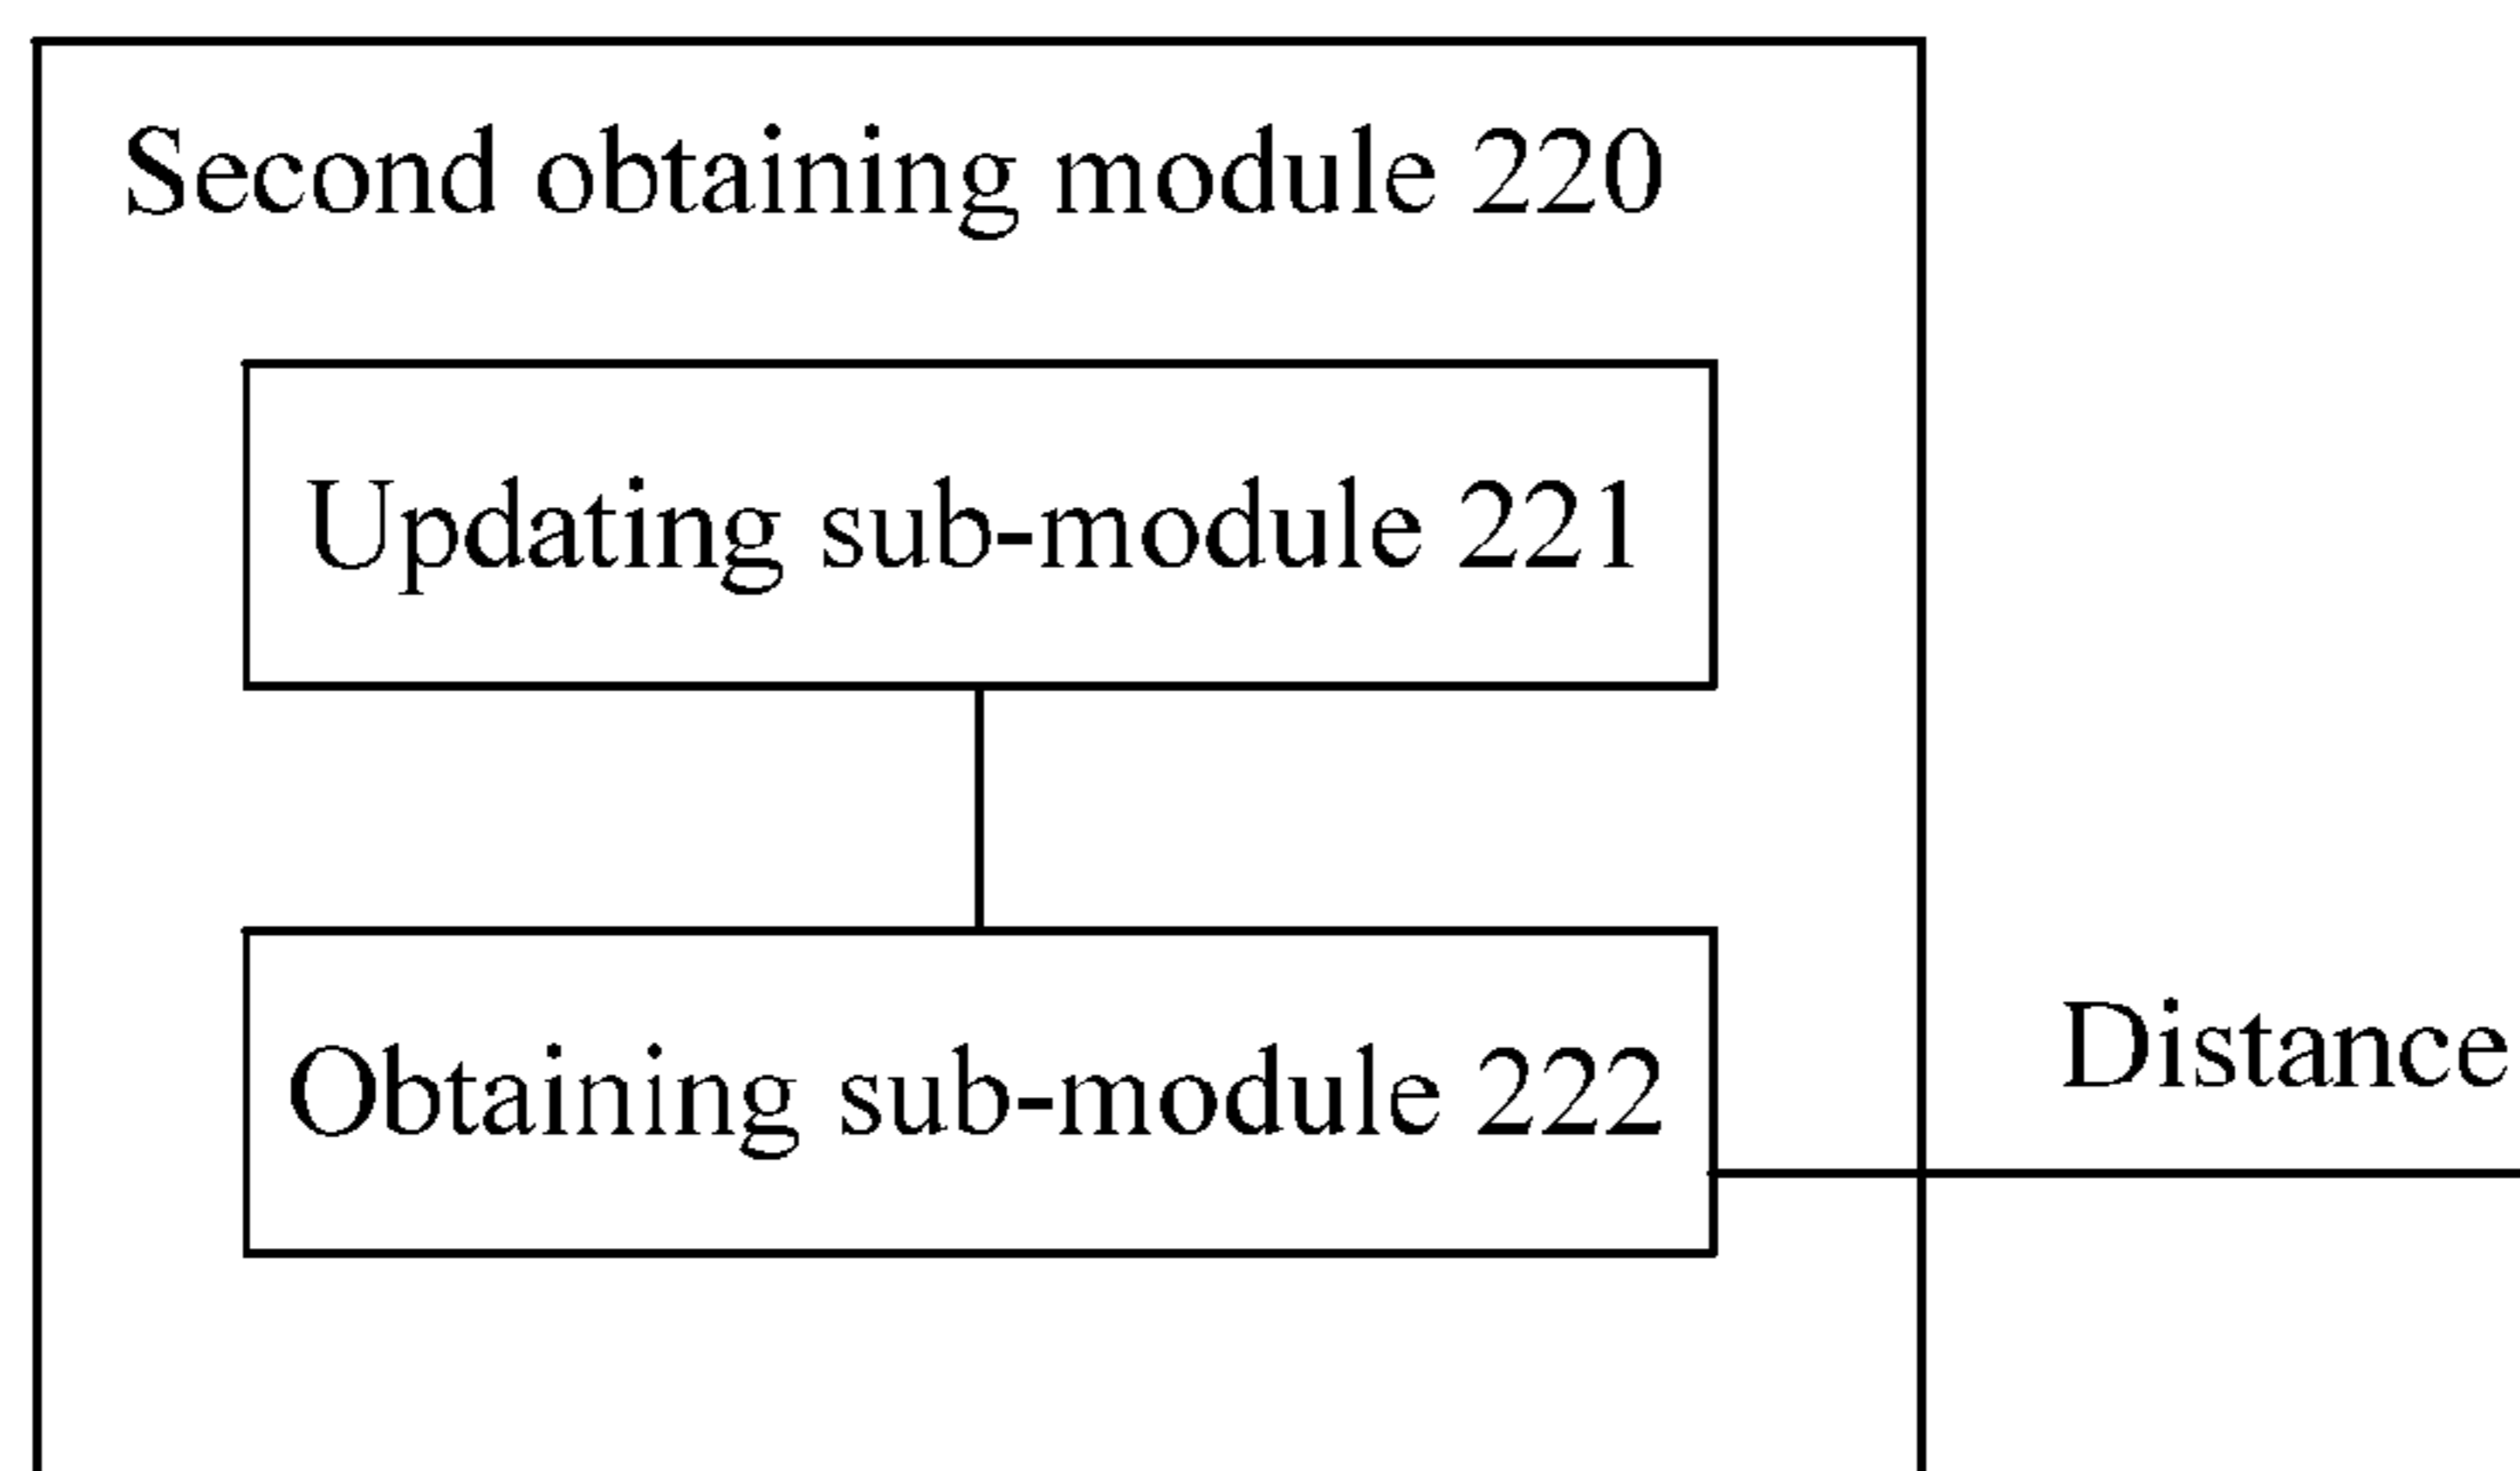 Second obtaining module 220
Updating sub-module 221
Obtaining sub-module 222
Distance